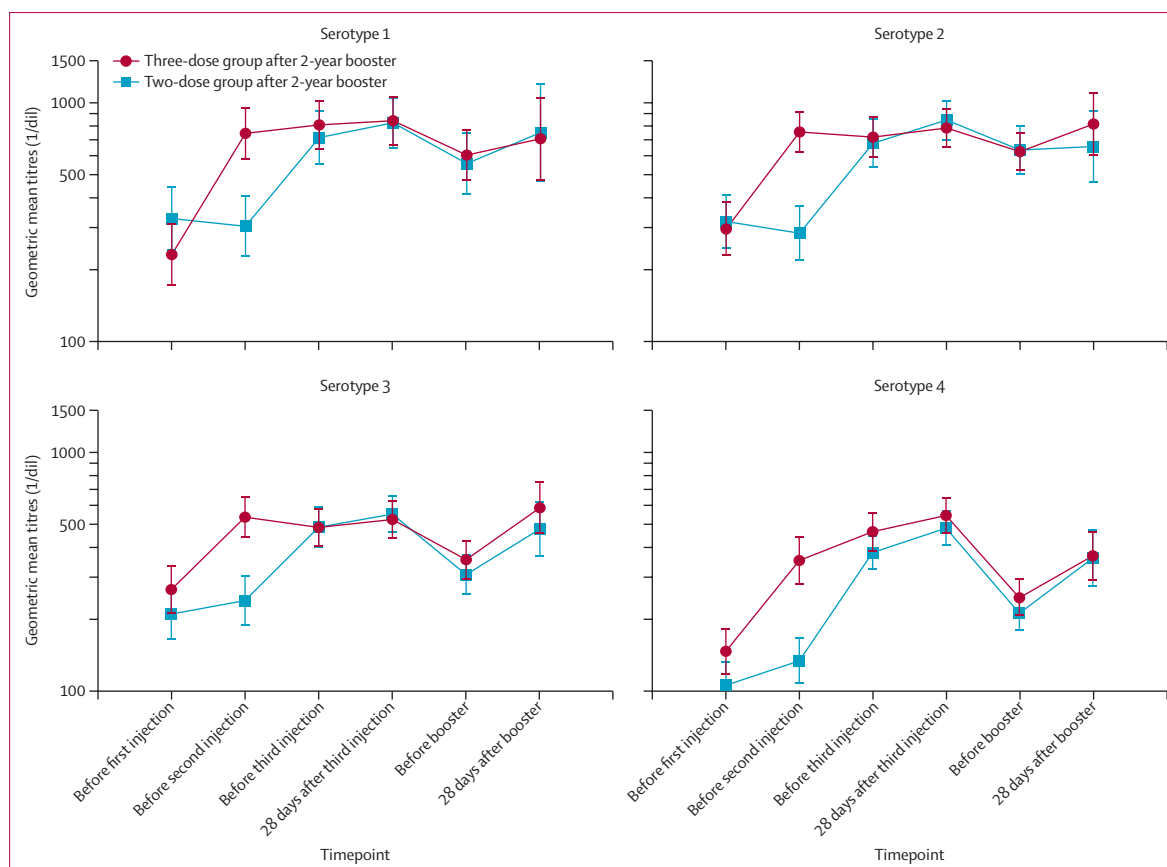 Serotype 1
Serotype 2
Three-dose group after 2-year booster
Two-dose group after 2-year booster
Geometric mean titres (1/dil)
1500
1000
500
100
Serotype 3
Serotype 4
Geometric mean titres (1/dil)
1500
1000
500
100
Before first injection
Before second injection
Before third injection
28 days after third injection
Before booster
28 days after booster
Before first injection
Before second injection
Before third injection
28 days after third injection
Before booster
28 days after booster
Timepoint
Timepoint